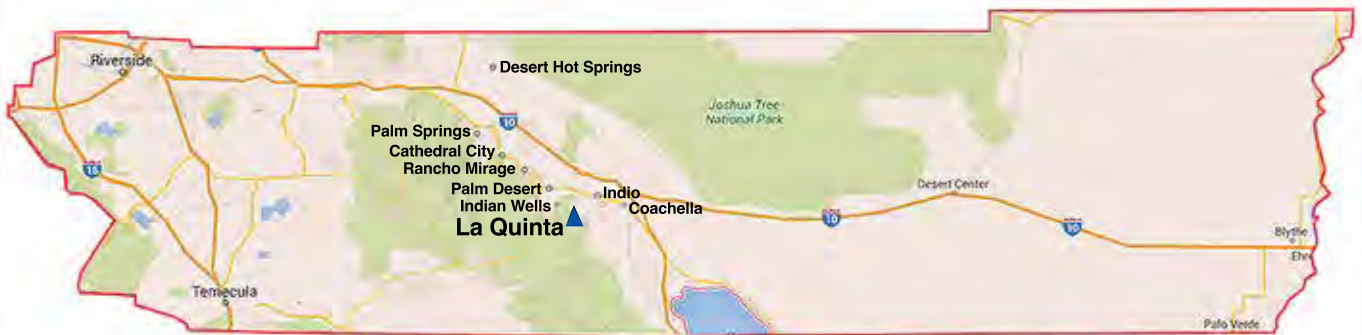 Riverside
Desert Hot Springs
Joshua Tree
National Park
10
Palm Springs
Cathedral City
Rancho Mirage
15
Desert Center
Palm Desert
Indio
Indian Wells
Coachella
La Quinta
10
10
Blythe
Ehre
Temecula
Palo Verde